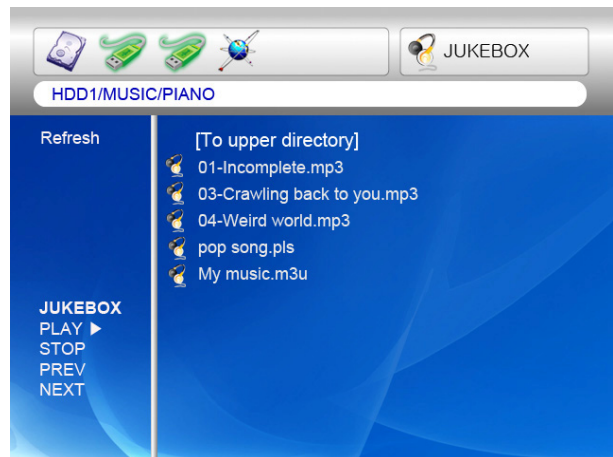 JUKEBOX
HDD1/MUSIC/PIANO
Refresh
[To upper directory]
01-Incomplete.mp3
03-Crawling back to you.mp3
04-Weird world.mp3
pop song.pls
My music.m3u
JUKEBOX
PLAY ▶
STOP
PREV
NEXT